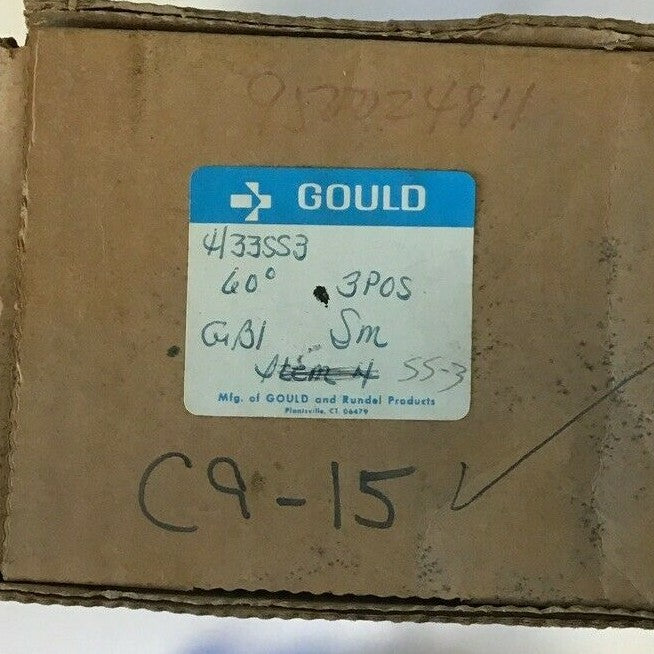 GOULD
4133SS3
60° 3POS
GB1 Sm
Item 4 SS-3
Mfg. of GOULD and Rundel Products
Plantsville, CT. 06479
C9-15 ✓